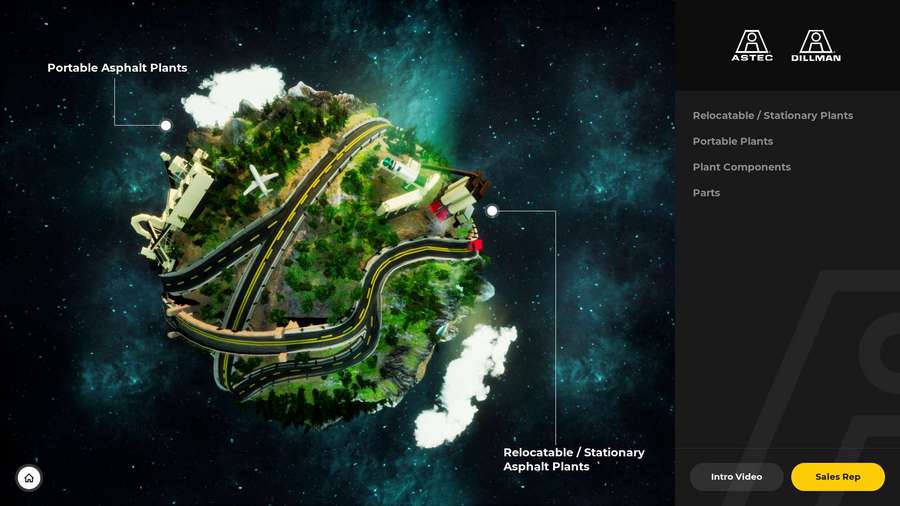 Portable Asphalt Plants
Relocatable / Stationary
Asphalt Plants
ASTEC
DILLMAN
Relocatable / Stationary Plants
Portable Plants
Plant Components
Parts
Intro Video
Sales Rep